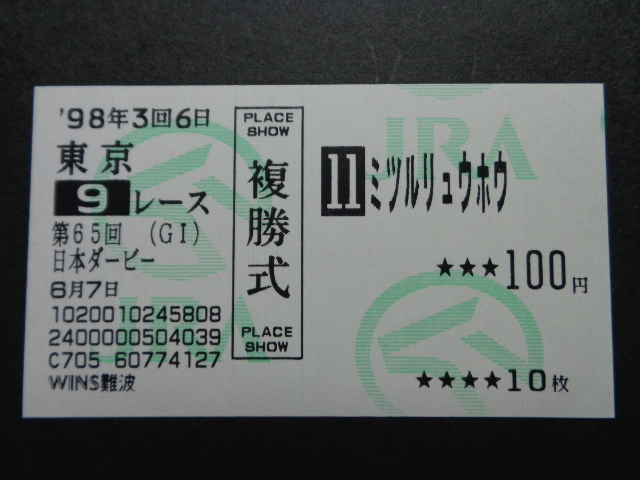 '98年3回6日
東京
9 レース
第65回 (GI)
日本ダービー
6月7日
1020010245808
2400000504039
C705 60774127
WINS難波
PLACE
SHOW
複勝式
PLACE
SHOW
JRA
11 ミツルリュウホウ
★★★100円
★★★★10枚
JRA